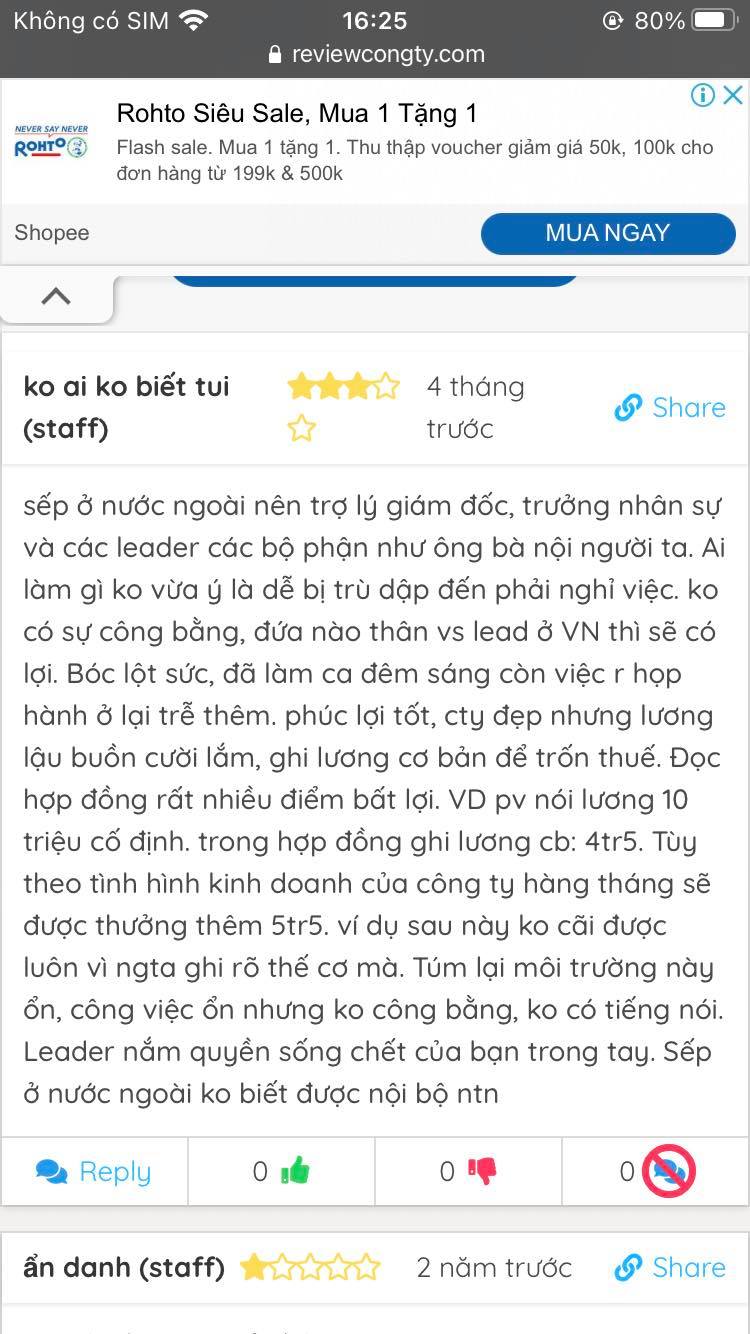 Không có SIM 16:25 80%
reviewcongty.com
Rohto Siêu Sale, Mua 1 Tặng 1
NEVER SAY NEVER
ROHTO
Flash sale. Mua 1 tặng 1. Thu thập voucher giảm giá 50k, 100k cho
đơn hàng từ 199k & 500k
Shopee MUA NGAY
ko ai ko biết tui 4 tháng
(staff) trước
Share
sếp ở nước ngoài nên trợ lý giám đốc, trưởng nhân sự
và các leader các bộ phận như ông bà nội người ta. Ai
làm gì ko vừa ý là dễ bị trù dập đến phải nghỉ việc. ko
có sự công bằng, đứa nào thân vs lead ở VN thì sẽ có
lợi. Bóc lột sức, đã làm ca đêm sáng còn việc r họp
hành ở lại trễ thêm. phúc lợi tốt, cty đẹp nhưng lương
lậu buồn cười lắm, ghi lương cơ bản để trốn thuế. Đọc
hợp đồng rất nhiều điểm bất lợi. VD pv nói lương 10
triệu cố định. trong hợp đồng ghi lương cb: 4tr5. Tùy
theo tình hình kinh doanh của công ty hàng tháng sẽ
được thưởng thêm 5tr5. ví dụ sau này ko cãi được
luôn vì ngta ghi rõ thế cơ mà. Túm lại môi trường này
ổn, công việc ổn nhưng ko công bằng, ko có tiếng nói.
Leader nắm quyền sống chết của bạn trong tay. Sếp
ở nước ngoài ko biết được nội bộ ntn
Reply 0 0 0
ẩn danh (staff) 2 năm trước Share